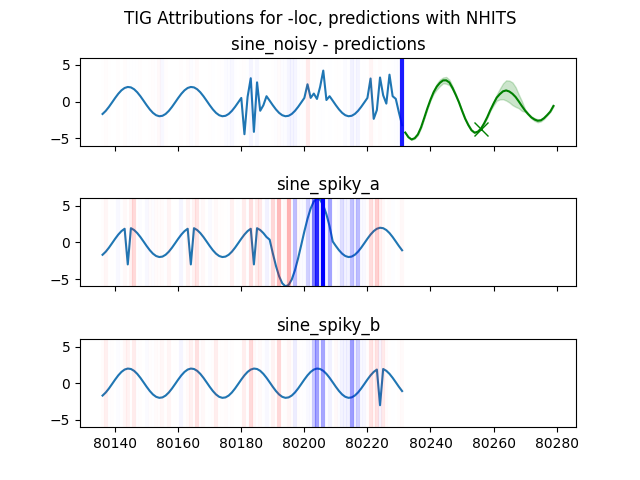 TIG Attributions for -loc, predictions with NHITS
sine_noisy - predictions
5
0
−5
sine_spiky_a
5
0
−5
sine_spiky_b
5
0
−5
80140 80160 80180 80200 80220 80240 80260 80280